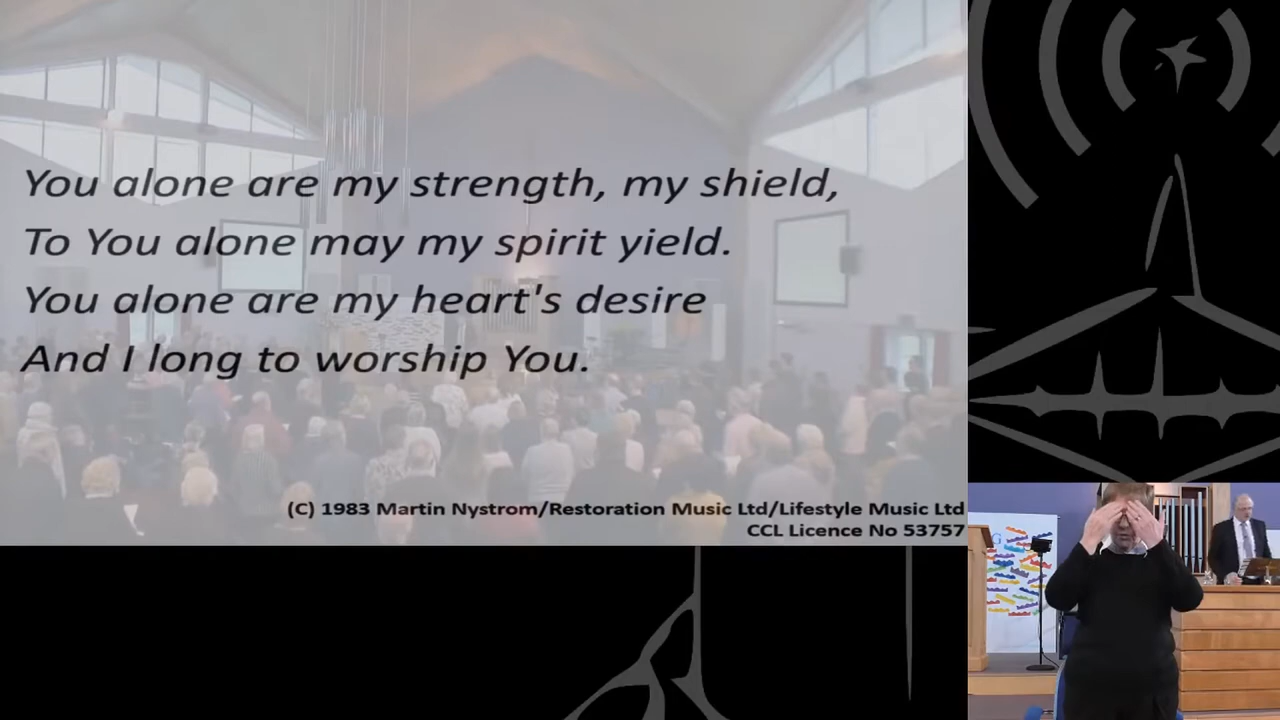 You alone are my strength, my shield,
To You alone may my spirit yield.
You alone are my heart's desire
And I long to worship You.
(C) 1983 Martin Nystrom/Restoration Music Ltd/Lifestyle Music Ltd
CCL Licence No 53757